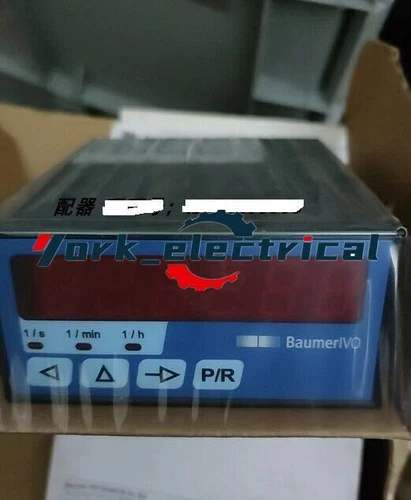 配器
York_electrical
1/s 1/min 1/h
BaumerIVO
P/R